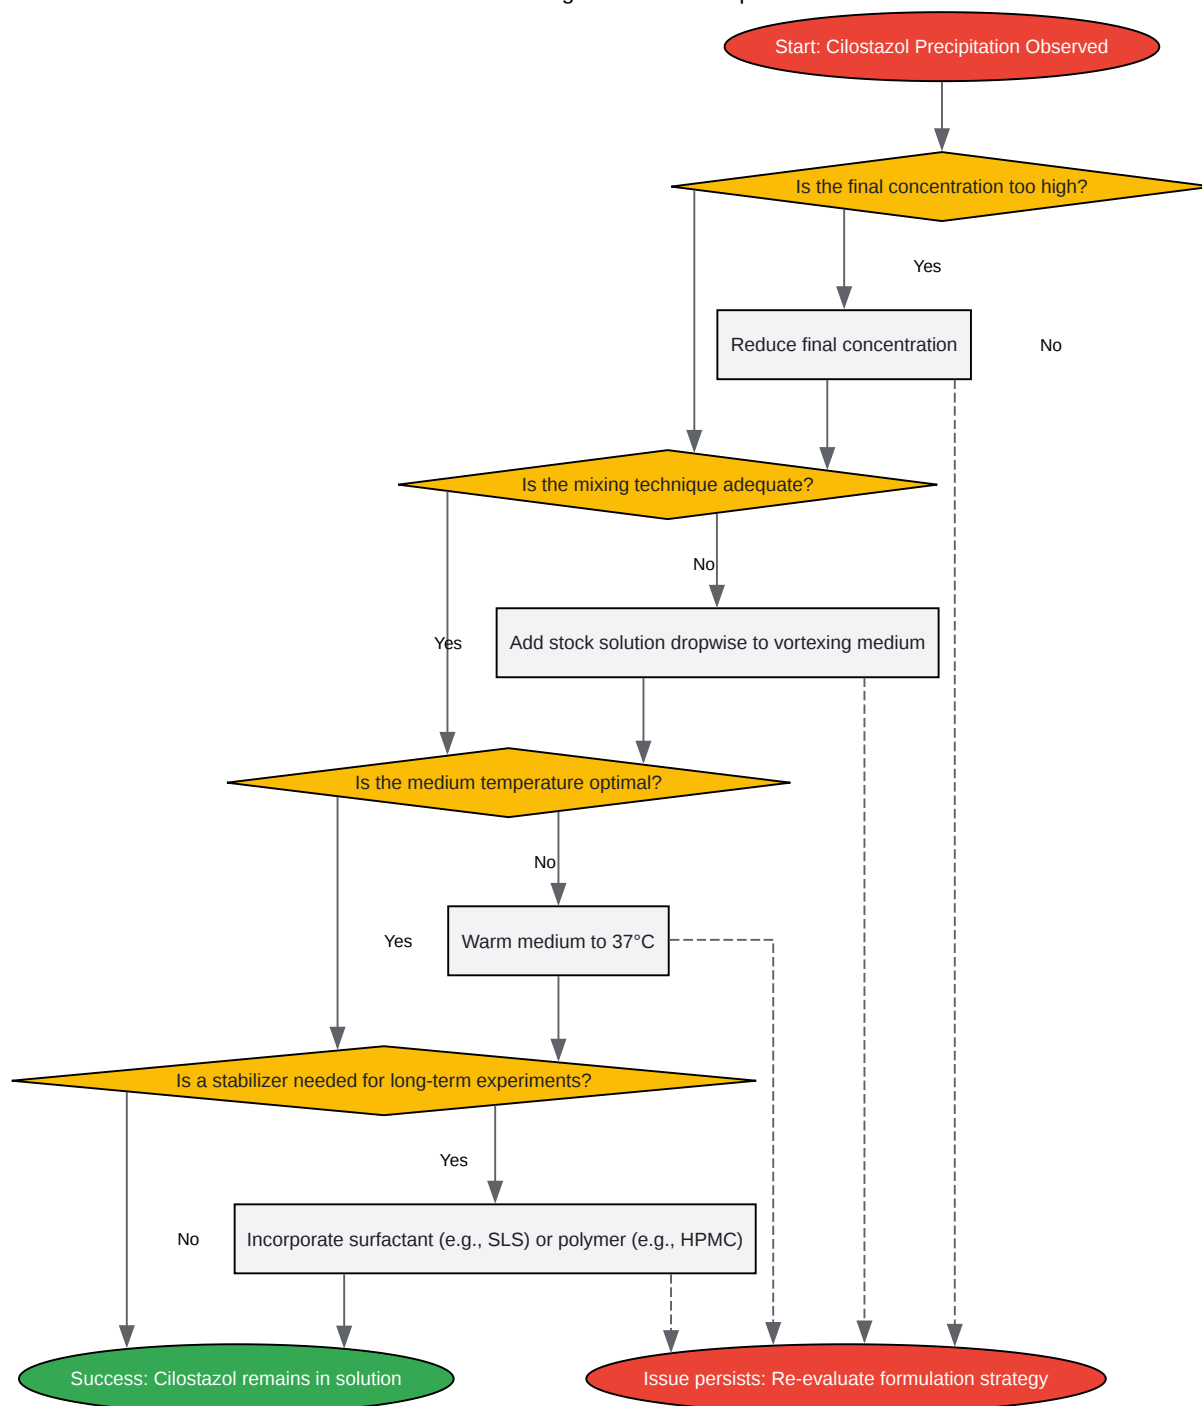 Start: Cilostazol Precipitation Observed
Is the final concentration too high?
Yes
Reduce final concentration
No
Is the mixing technique adequate?
No
Yes
Add stock solution dropwise to vortexing medium
Is the medium temperature optimal?
No
Yes
Warm medium to 37°C
Is a stabilizer needed for long-term experiments?
Yes
No
Incorporate surfactant (e.g., SLS) or polymer (e.g., HPMC)
Success: Cilostazol remains in solution
Issue persists: Re-evaluate formulation strategy